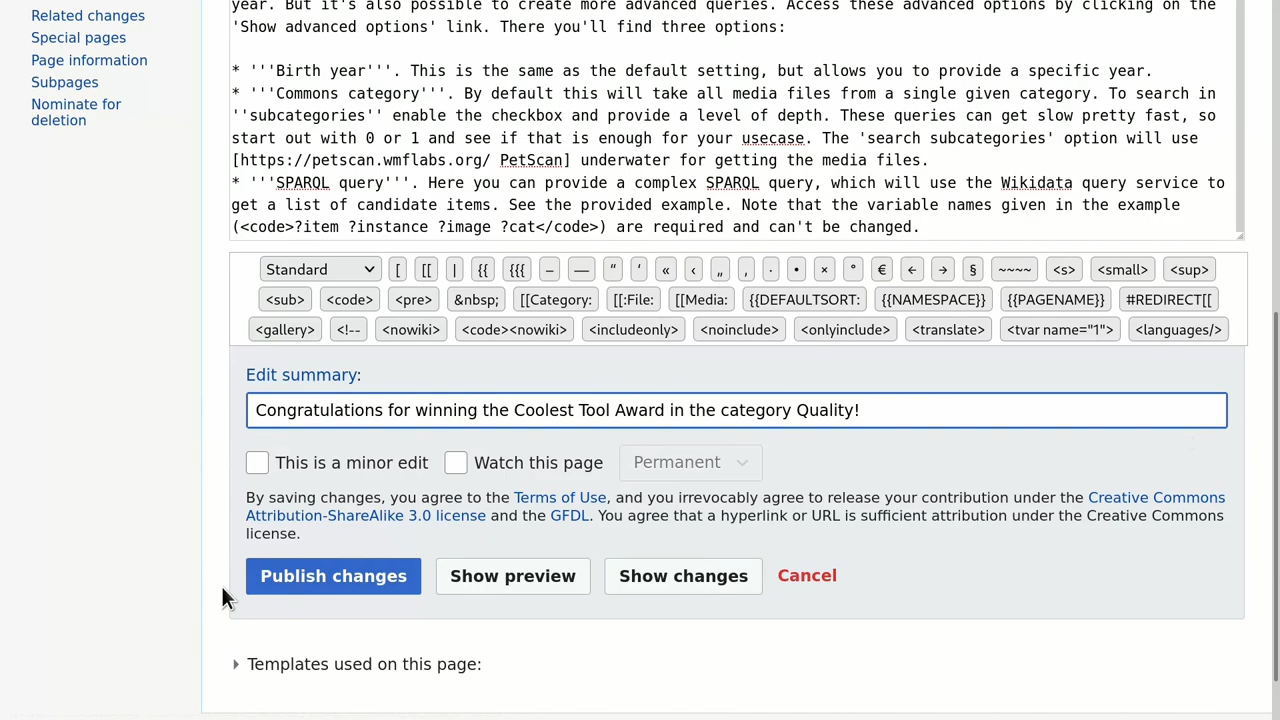 Related changes
Special pages
Page information
Subpages
Nominate for
deletion
year. But it's also possible to create more advanced queries. Access these advanced options by clicking on the
'Show advanced options' link. There you'll find three options:
* '''Birth year'''. This is the same as the default setting, but allows you to provide a specific year.
* '''Commons category'''. By default this will take all media files from a single given category. To search in
''subcategories'' enable the checkbox and provide a level of depth. These queries can get slow pretty fast, so
start out with 0 or 1 and see if that is enough for your usecase. The 'search subcategories' option will use
[https://petscan.wmflabs.org/ PetScan] underwater for getting the media files.
* '''SPARQL query'''. Here you can provide a complex SPARQL query, which will use the Wikidata query service to
get a list of candidate items. See the provided example. Note that the variable names given in the example
(<code>?item ?instance ?image ?cat</code>) are required and can't be changed.
Standard [ [[ | {{ {{{ – — “ ‘ « ‹ „ ‚ · • × ° € ← → § ~~~~ <s> <small> <sup>
<sub> <code> <pre> &nbsp; [[Category: [[:File: [[Media: {{DEFAULTSORT: {{NAMESPACE}} {{PAGENAME}} #REDIRECT[[
<gallery> <!-- <nowiki> <code><nowiki> <includeonly> <noinclude> <onlyinclude> <translate> <tvar name="1"> <languages/>
Edit summary:
Congratulations for winning the Coolest Tool Award in the category Quality!
This is a minor edit Watch this page Permanent
By saving changes, you agree to the Terms of Use, and you irrevocably agree to release your contribution under the Creative Commons
Attribution-ShareAlike 3.0 license and the GFDL. You agree that a hyperlink or URL is sufficient attribution under the Creative Commons
license.
Publish changes Show preview Show changes Cancel
Templates used on this page: